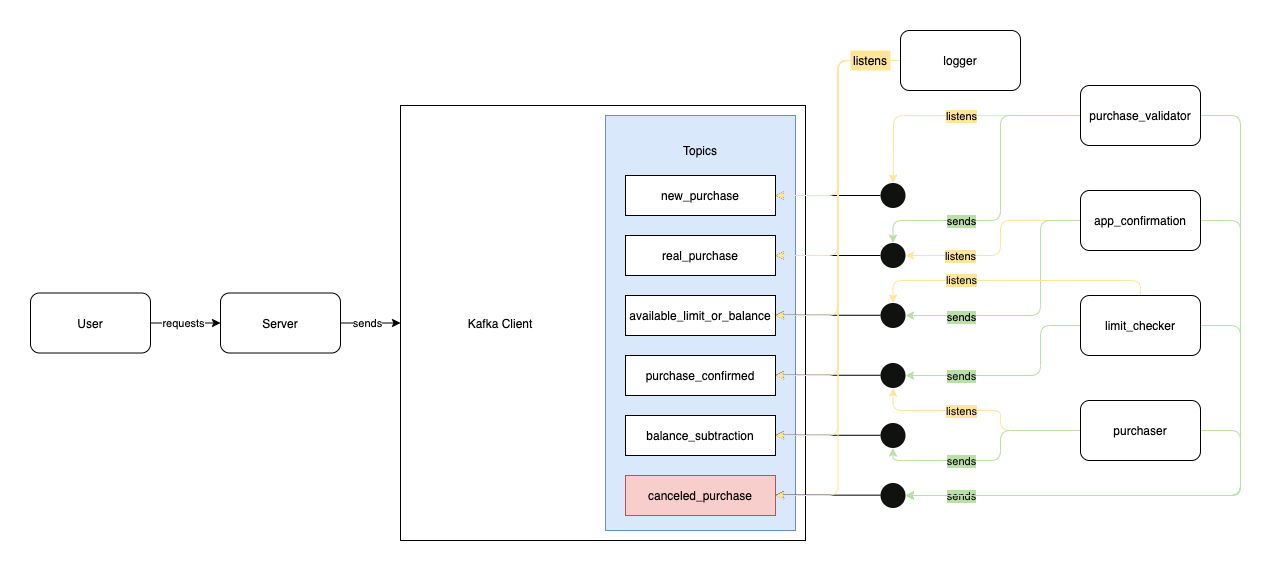 listens
logger
purchase_validator
listens
Topics
new_purchase
sends
app_confirmation
real_purchase
listens
listens
User
requests
Server
sends
Kafka Client
available_limit_or_balance
sends
limit_checker
purchase_confirmed
sends
listens
balance_subtraction
purchaser
sends
canceled_purchase
sends